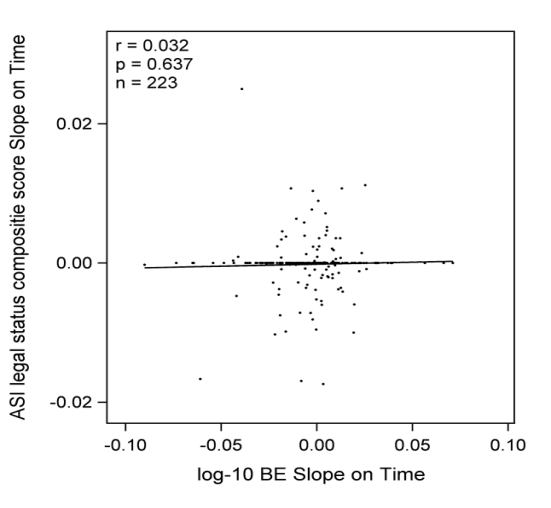 r = 0.032
p = 0.637
n = 223
ASI legal status compositie score Slope on Time
0.02
0.00
-0.02
-0.10
-0.05
0.00
0.05
0.10
log-10 BE Slope on Time